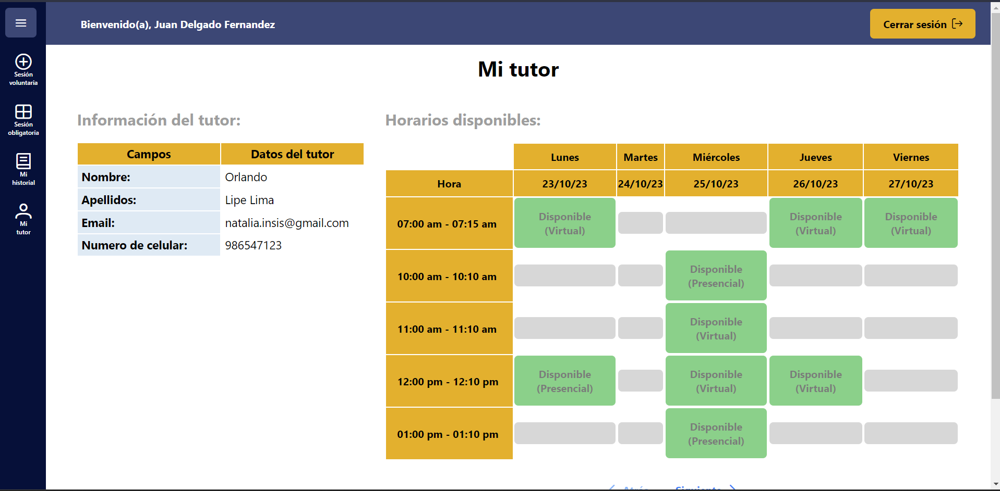 Bienvenido(a), Juan Delgado Fernandez
Cerrar sesión
Sesión
voluntaria
Sesión
obligatoria
Mi
historial
Mi
tutor
Mi tutor
Información del tutor:
Campos Datos del tutor
Nombre: Orlando
Apellidos: Lipe Lima
Email: natalia.insis@gmail.com
Numero de celular: 986547123
Horarios disponibles:
Lunes Martes Miércoles Jueves Viernes
Hora 23/10/23 24/10/23 25/10/23 26/10/23 27/10/23
07:00 am - 07:15 am
Disponible
(Virtual)
Disponible
(Virtual)
Disponible
(Virtual)
10:00 am - 10:10 am
Disponible
(Presencial)
11:00 am - 11:10 am
Disponible
(Virtual)
12:00 pm - 12:10 pm
Disponible
(Presencial)
Disponible
(Virtual)
Disponible
(Virtual)
01:00 pm - 01:10 pm
Disponible
(Presencial)
Atrás Siguiente